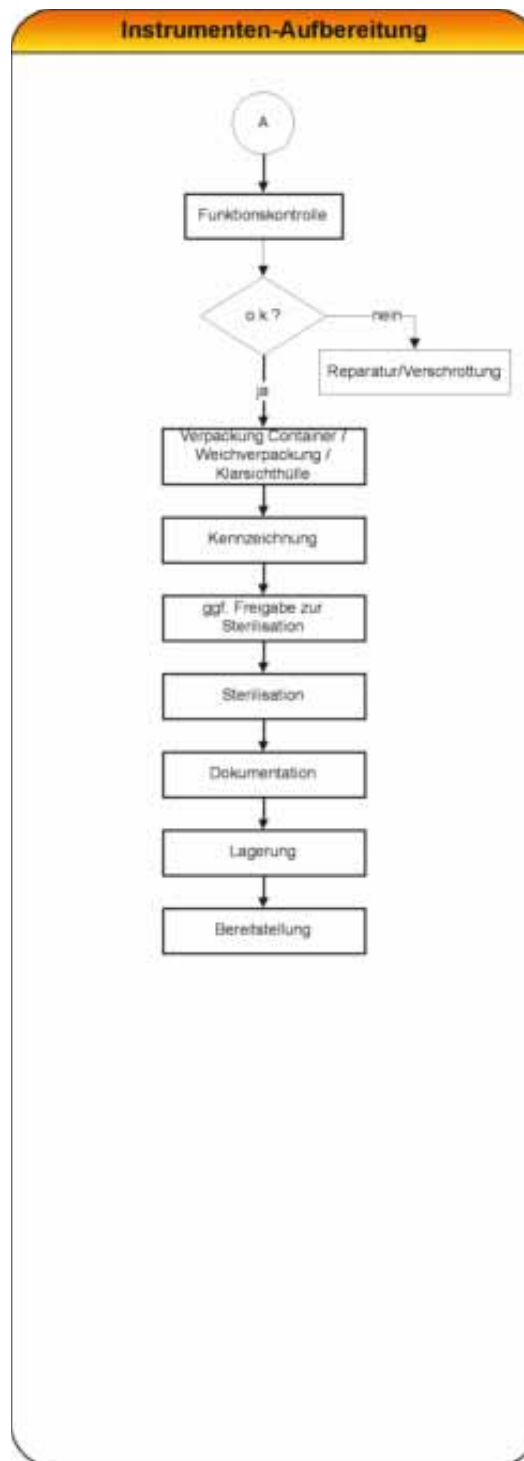 Instrumenten-Aufbereitung
A
Funktionskontrolle
o k ?
nein
Reparatur/Verschrottung
ja
Verpackung Container /
Weichverpackung /
Klarsichthülle
Kennzeichnung
ggf. Freigabe zur
Sterilisation
Sterilisation
Dokumentation
Lagerung
Bereitstellung